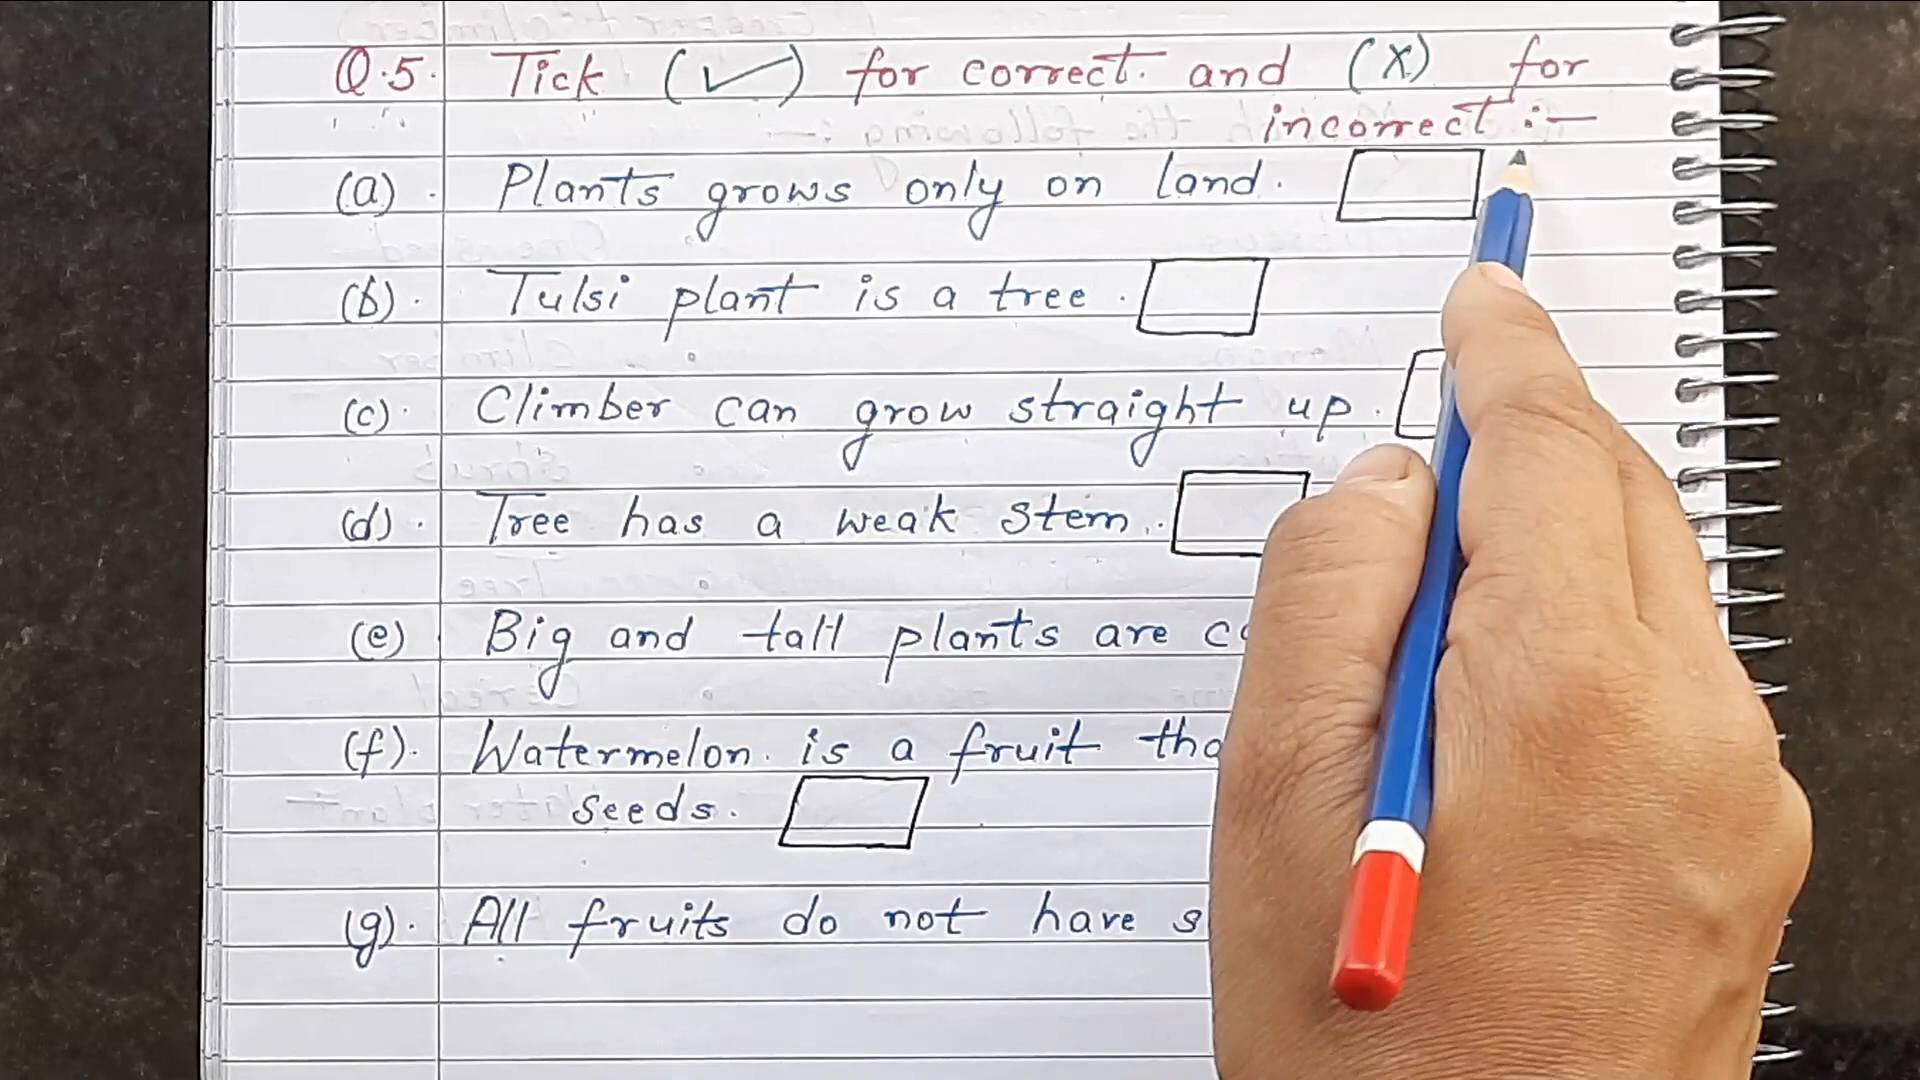 Q.5. Tick (✓) for correct. and (X) for
incorrect :-
(a). Plants grows only on land.
(b). Tulsi plant is a tree.
(c). Climber can grow straight up.
(d). Tree has a weak stem.
(e) Big and tall plants are
(f). Watermelon. is a fruit
seeds.
(g). All fruits do not have